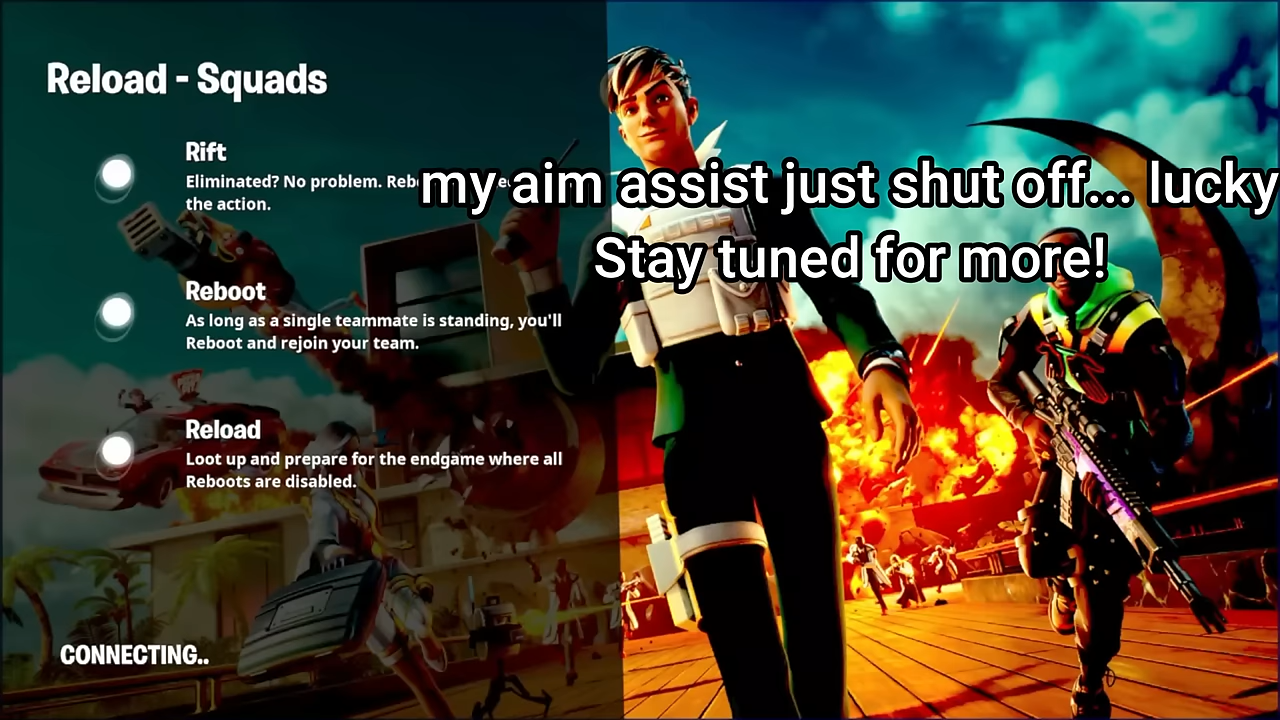 Reload - Squads
Rift
Eliminated? No problem.
the action.
my aim assist just shut off... lucky
Stay tuned for more!
Reboot
As long as a single teammate is standing, you'll
Reboot and rejoin your team.
Reload
Loot up and prepare for the endgame where all
Reboots are disabled.
CONNECTING..